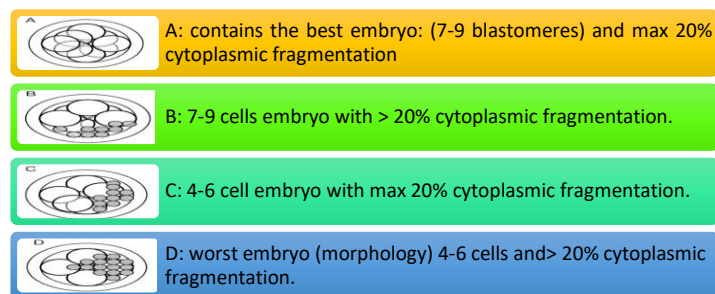 A
A: contains the best embryo: (7-9 blastomeres) and max 20%
cytoplasmic fragmentation
B
B: 7-9 cells embryo with > 20% cytoplasmic fragmentation.
C
C: 4-6 cell embryo with max 20% cytoplasmic fragmentation.
D
D: worst embryo (morphology) 4-6 cells and> 20% cytoplasmic
fragmentation.